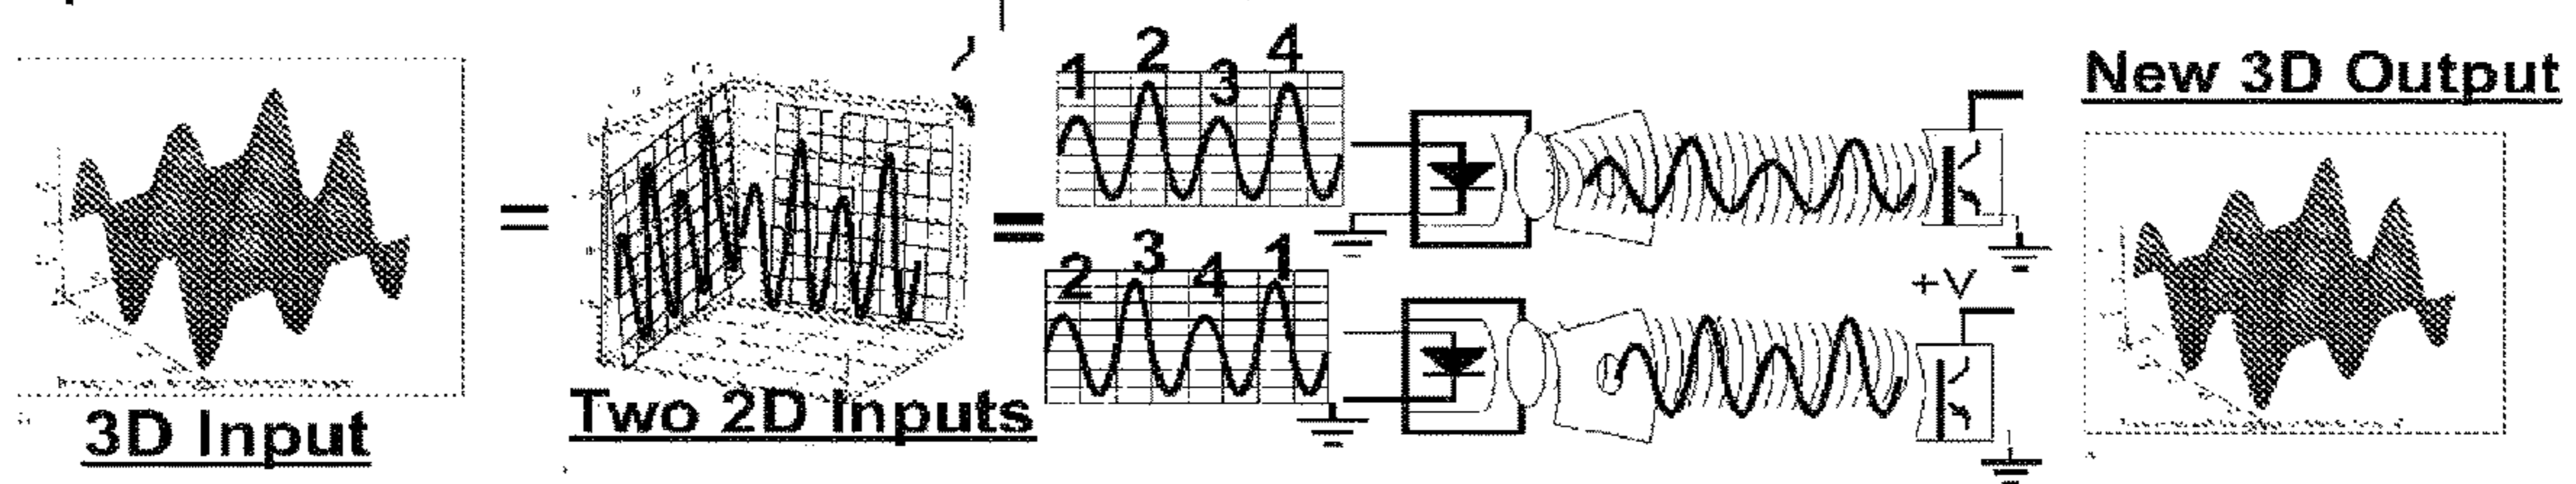 3D Input
=
Two 2D Inputs
=
1 2 3 4
2 3 4 1
+V
New 3D Output